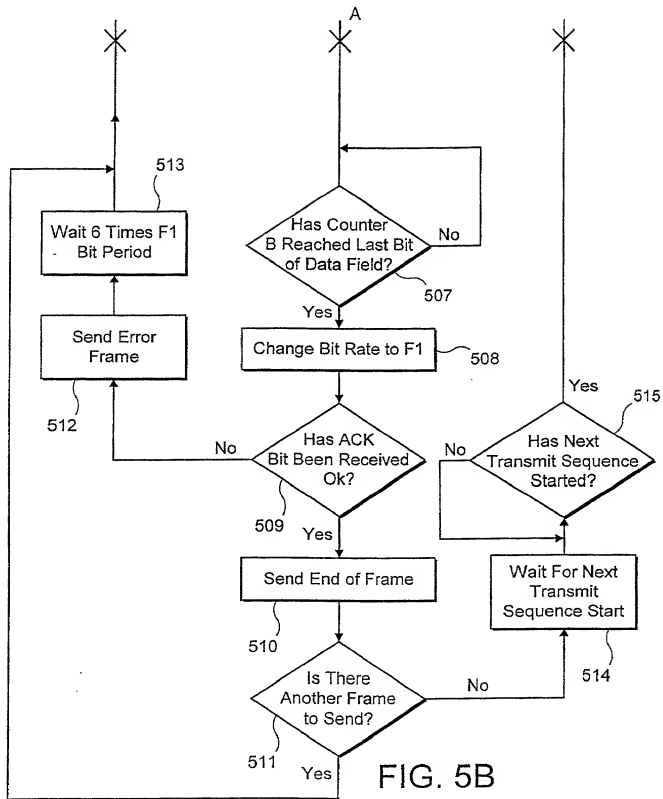 A
513
Wait 6 Times F1
Bit Period
Has Counter
B Reached Last Bit
of Data Field?
No
507
Yes
Send Error
Frame
512
Change Bit Rate to F1
508
Yes
515
No
Has ACK
Bit Been Received
Ok?
509
Yes
No
Has Next
Transmit Sequence
Started?
Send End of Frame
510
Wait For Next
Transmit
Sequence Start
514
Is There
Another Frame
to Send?
No
511
Yes
FIG. 5B